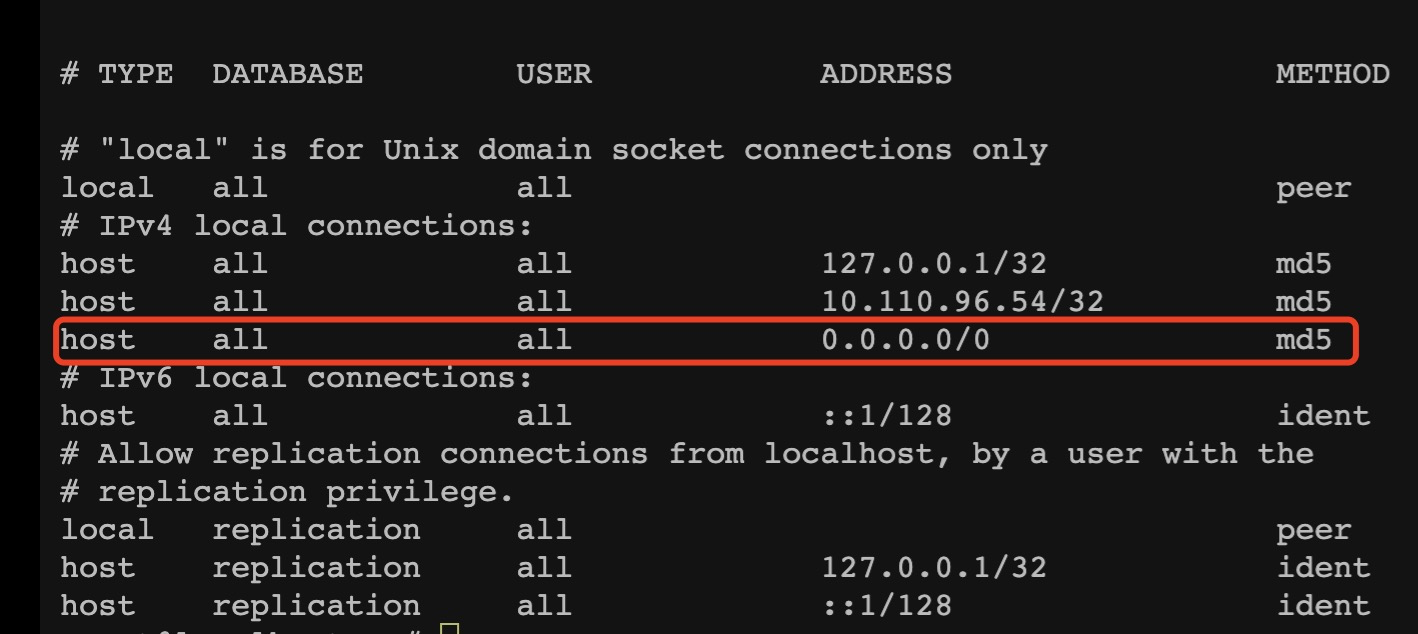 # TYPE  DATABASE        USER            ADDRESS                 METHOD
# "local" is for Unix domain socket connections only
local   all             all                                     peer
# IPv4 local connections:
host    all             all             127.0.0.1/32            md5
host    all             all             10.110.96.54/32         md5
host    all             all             0.0.0.0/0               md5
# IPv6 local connections:
host    all             all             ::1/128                 ident
# Allow replication connections from localhost, by a user with the
# replication privilege.
local   replication     all                                     peer
host    replication     all             127.0.0.1/32            ident
host    replication     all             ::1/128                 ident